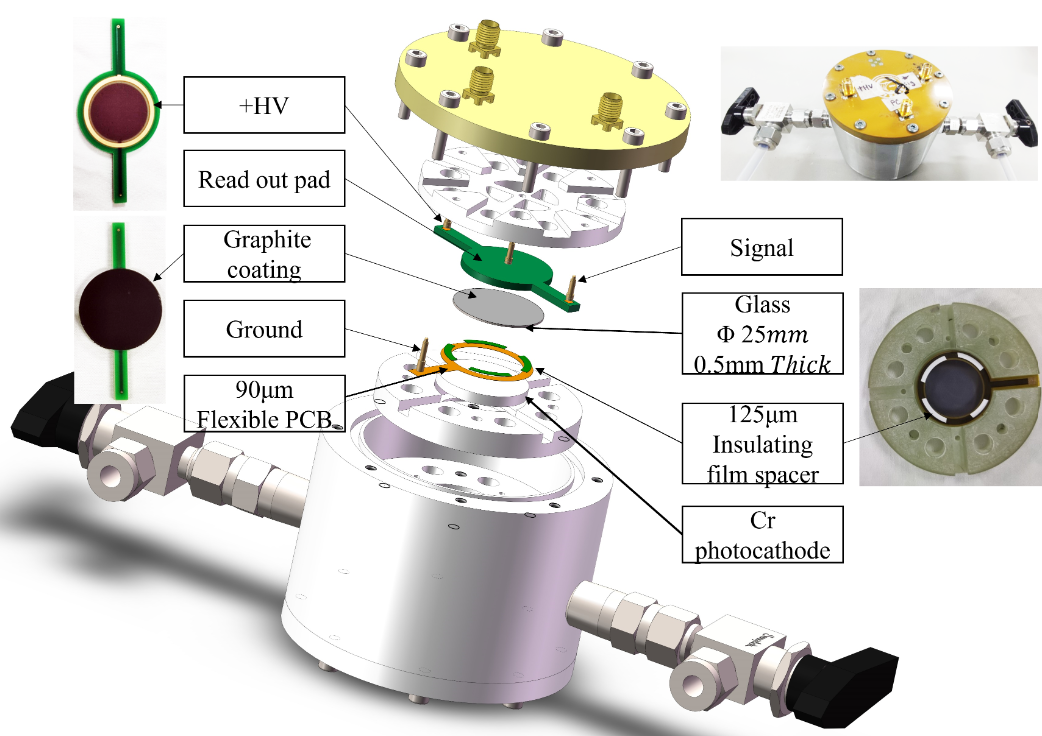 +HV
Read out pad
Graphite
coating
Ground
90μm
Flexible PCB
Signal
Glass
Φ 25mm
0.5mm Thick
125μm
Insulating
film spacer
Cr
photocathode
+HV